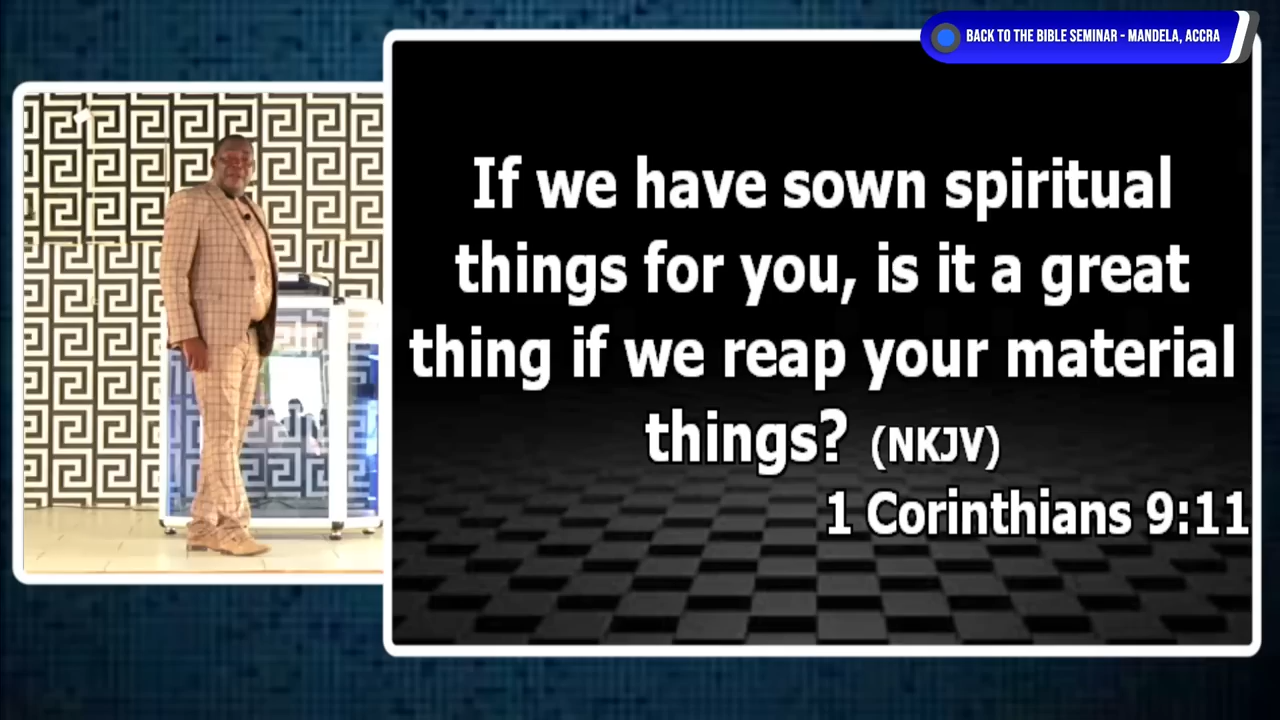 BACK TO THE BIBLE SEMINAR - MANDELA, ACCRA
If we have sown spiritual
things for you, is it a great
thing if we reap your material
things? (NKJV)
1 Corinthians 9:11